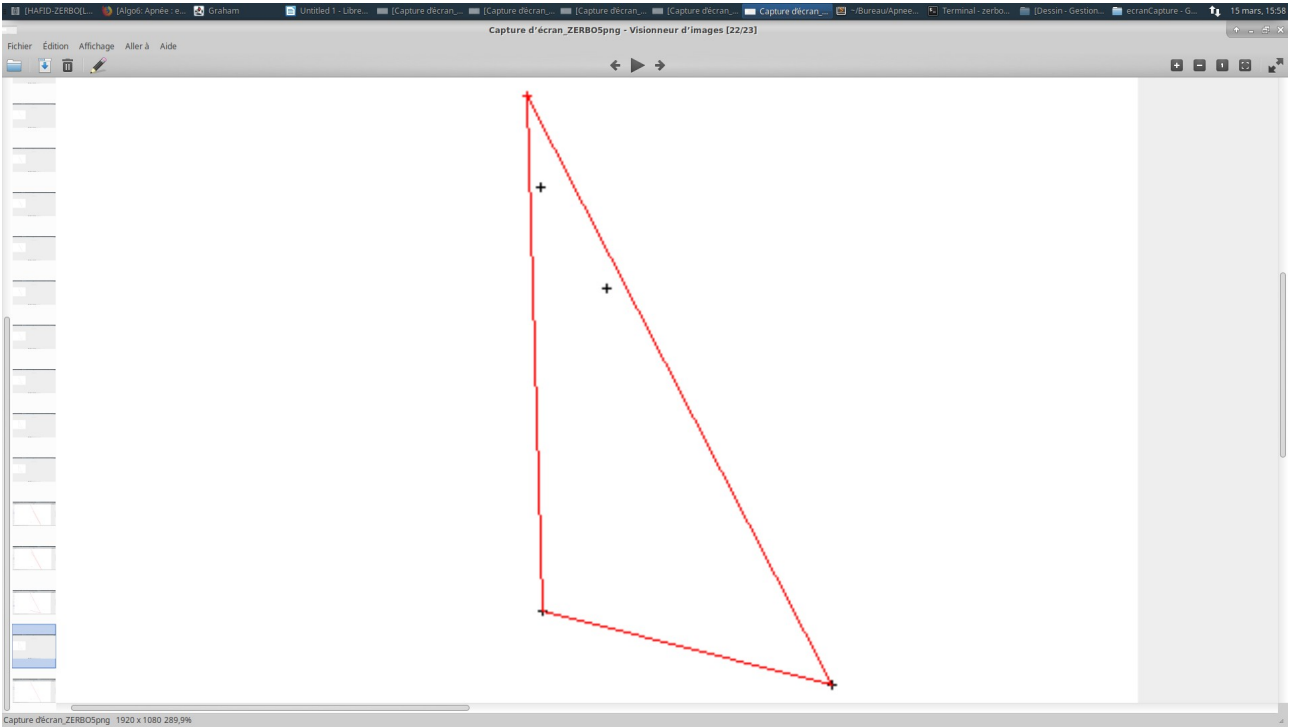 [HAFID-ZERBO[L... [Algo6: Apnée : e... Graham Untitled 1 - Libre... [Capture d'écran_... [Capture d'écran_... [Capture d'écran_... [Capture d'écran_... Capture d'écran_... ~/Bureau/Apnee... Terminal - zerbo... [Dessin - Gestion... ecranCapture - G... 15 mars, 15:58
Capture d'écran_ZERBO5png - Visionneur d'images [22/23]
Fichier Édition Affichage Aller à Aide
Capture d'écran_ZERBO5png 1920 x 1080 289,9%